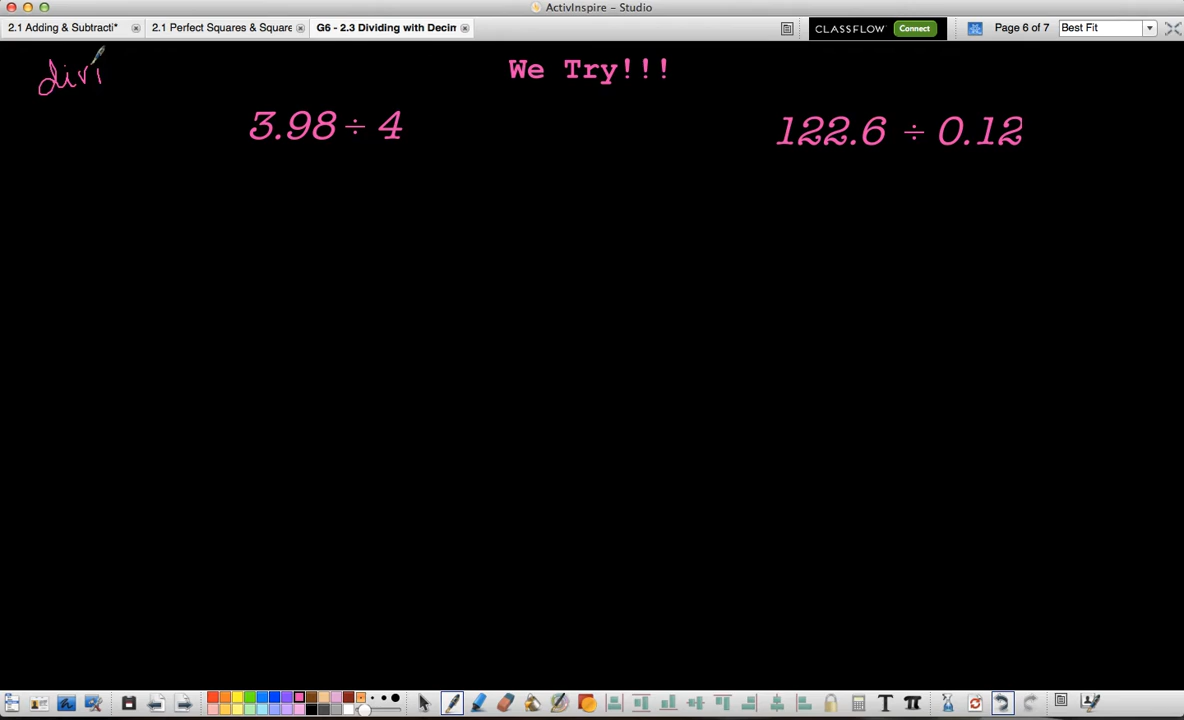 ActivInspire - Studio
2.1 Adding & Subtracti* 2.1 Perfect Squares & Square G6 - 2.3 Dividing with Decim CLASSFLOW Connect Page 6 of 7 Best Fit
divi We Try!!!
3.98 ÷ 4 122.6 ÷ 0.12
T π